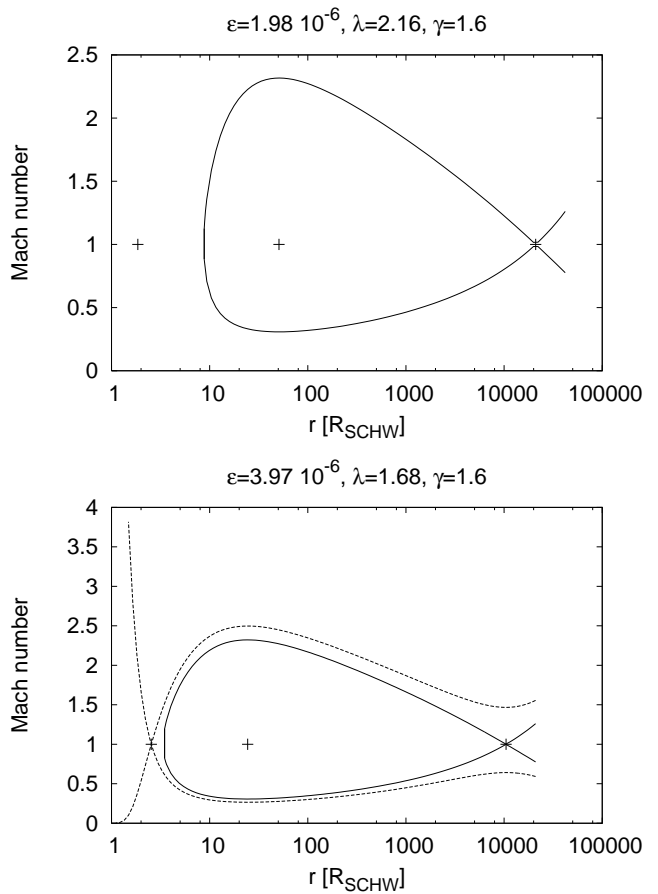 ε=1.98 10⁻⁶, λ=2.16, γ=1.6
Mach number
2.5
2
1.5
1
0.5
0
1 10 100 1000 10000 100000
r [R_SCHW]
ε=3.97 10⁻⁶, λ=1.68, γ=1.6
Mach number
4
3.5
3
2.5
2
1.5
1
0.5
0
1 10 100 1000 10000 100000
r [R_SCHW]